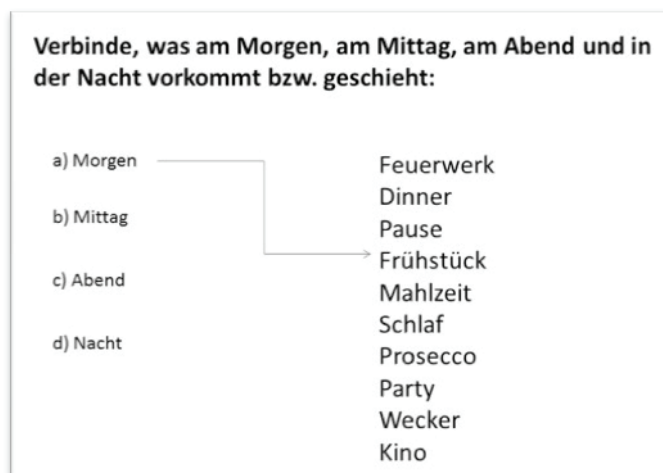 Verbinde, was am Morgen, am Mittag, am Abend und in
der Nacht vorkommt bzw. geschieht:
a) Morgen
b) Mittag
c) Abend
d) Nacht
Feuerwerk
Dinner
Pause
Frühstück
Mahlzeit
Schlaf
Prosecco
Party
Wecker
Kino